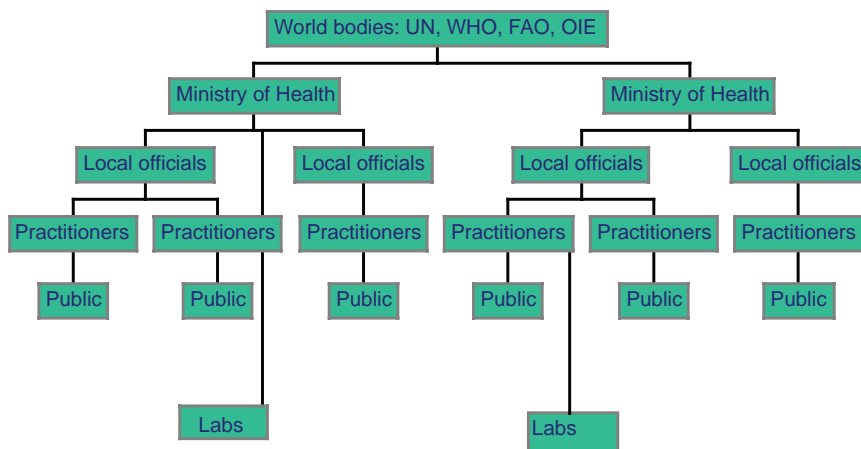 World bodies: UN, WHO, FAO, OIE
Ministry of Health
Ministry of Health
Local officials
Local officials
Local officials
Local officials
Practitioners
Practitioners
Practitioners
Practitioners
Practitioners
Practitioners
Public
Public
Public
Public
Public
Public
Labs
Labs